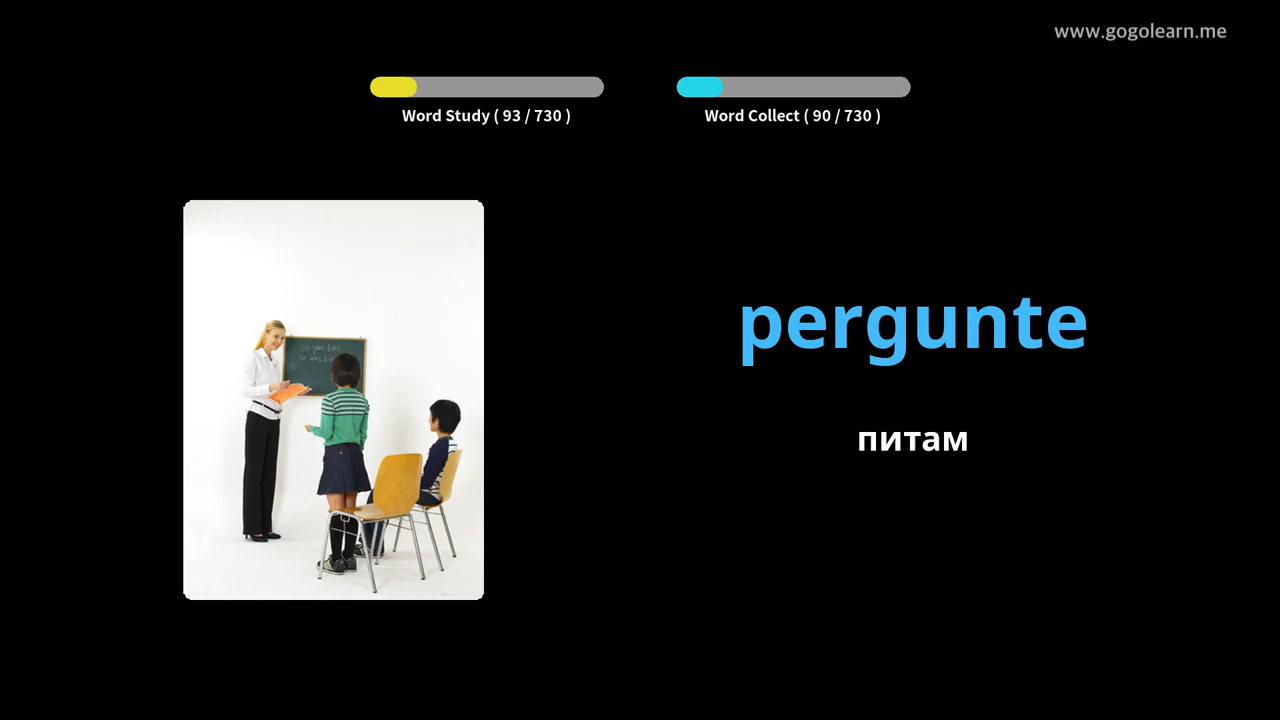 www.gogolearn.me
Word Study ( 93 / 730 )
Word Collect ( 90 / 730 )
pergunte
питам